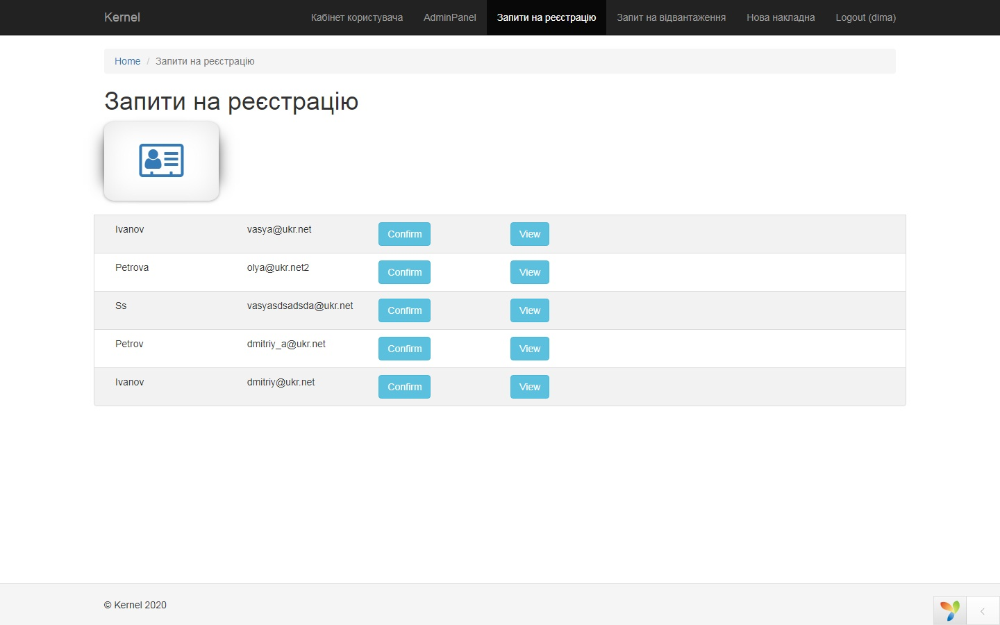 Kernel Кабінет користувача AdminPanel Запити на реєстрацію Запит на відвантаження Нова накладна Logout (dima)
Home / Запити на реєстрацію
Запити на реєстрацію
Ivanov vasya@ukr.net Confirm View
Petrova olya@ukr.net2 Confirm View
Ss vasyasdsadsda@ukr.net Confirm View
Petrov dmitriy_a@ukr.net Confirm View
Ivanov dmitriy@ukr.net Confirm View
© Kernel 2020